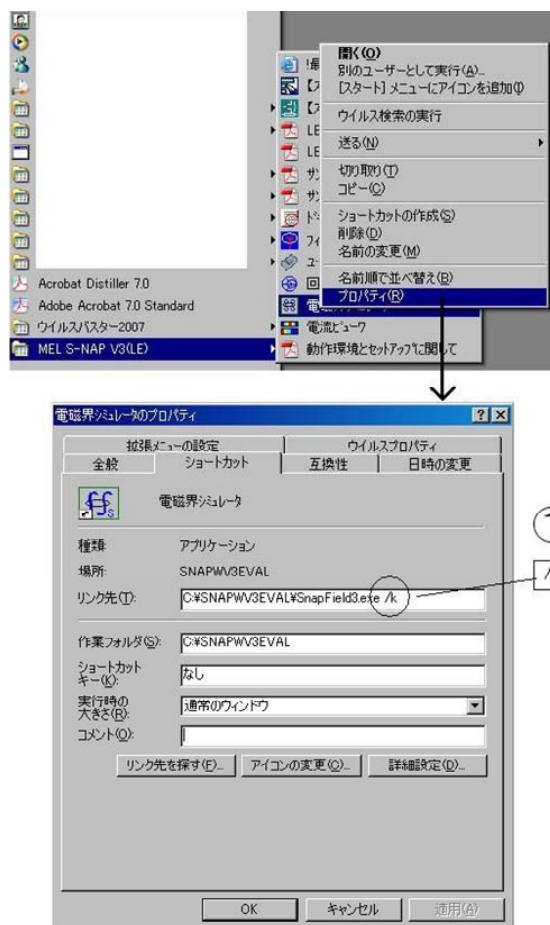 開く(O)
別のユーザーとして実行(A)...
[スタート] メニューにアイコンを追加(I)
ウイルス検索の実行
送る(N)
切り取り(T)
コピー(C)
ショートカットの作成(S)
削除(D)
名前の変更(M)
名前順で並べ替え(B)
プロパティ(R)
LE
LE
Acrobat Distiller 7.0
Adobe Acrobat 7.0 Standard
ウイルスバスター2007
電流ビューワ
MEL S-NAP V3(LE)
動作環境とセットアップに関して
電磁界シミュレータのプロパティ
拡張メニューの設定
ウイルスプロパティ
全般
ショートカット
互換性
日時の変更
電磁界シミュレータ
種類:
アプリケーション
場所:
SNAPWV3EVAL
リンク先(T):
C:¥SNAPWV3EVAL¥SnapField3.exe /k
作業フォルダ(S):
C:¥SNAPWV3EVAL
ショートカット
キー(K):
なし
実行時の
大きさ(R):
通常のウィンドウ
コメント(O):
リンク先を探す(F)...
アイコンの変更(C)...
詳細設定(D)...
OK
キャンセル
適用(A)